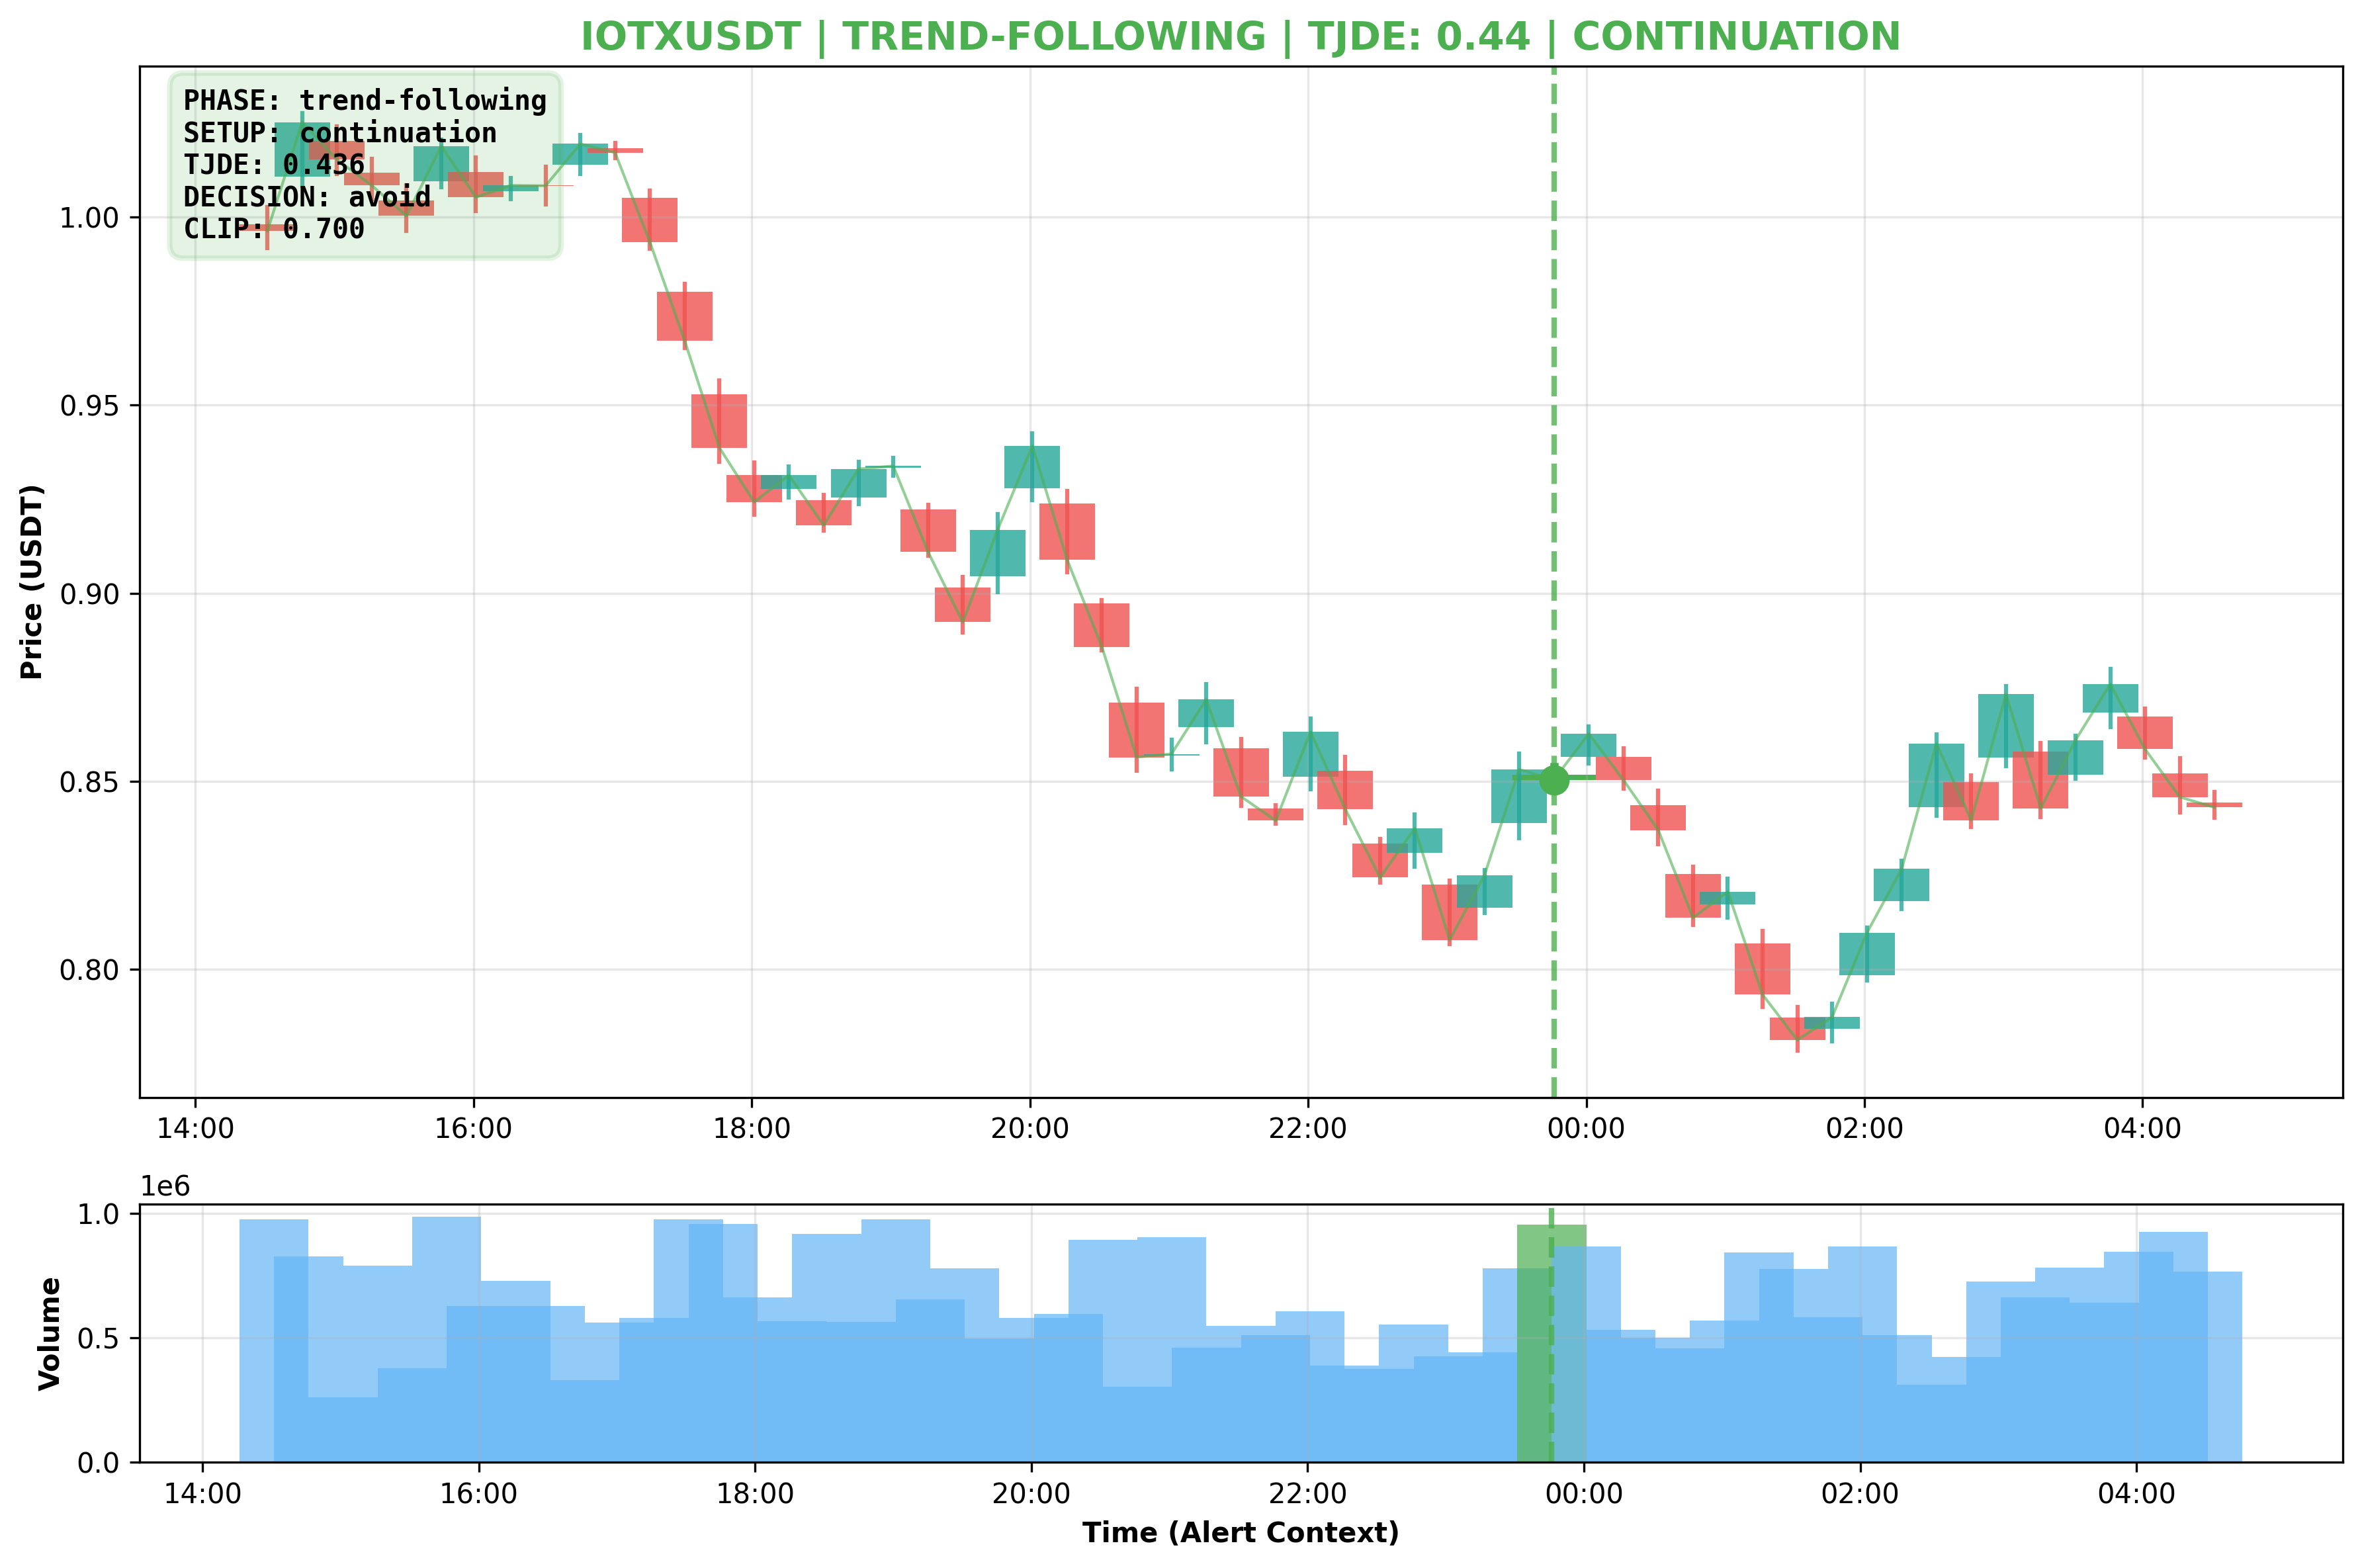 IOTXUSDT | TREND-FOLLOWING | TJDE: 0.44 | CONTINUATION
PHASE: trend-following
SETUP: continuation
TJDE: 0.436
DECISION: avoid
CLIP: 0.700
Price (USDT)
1.00
0.95
0.90
0.85
0.80
14:00 16:00 18:00 20:00 22:00 00:00 02:00 04:00
1e6
Volume
1.0
0.5
0.0
14:00 16:00 18:00 20:00 22:00 00:00 02:00 04:00
Time (Alert Context)